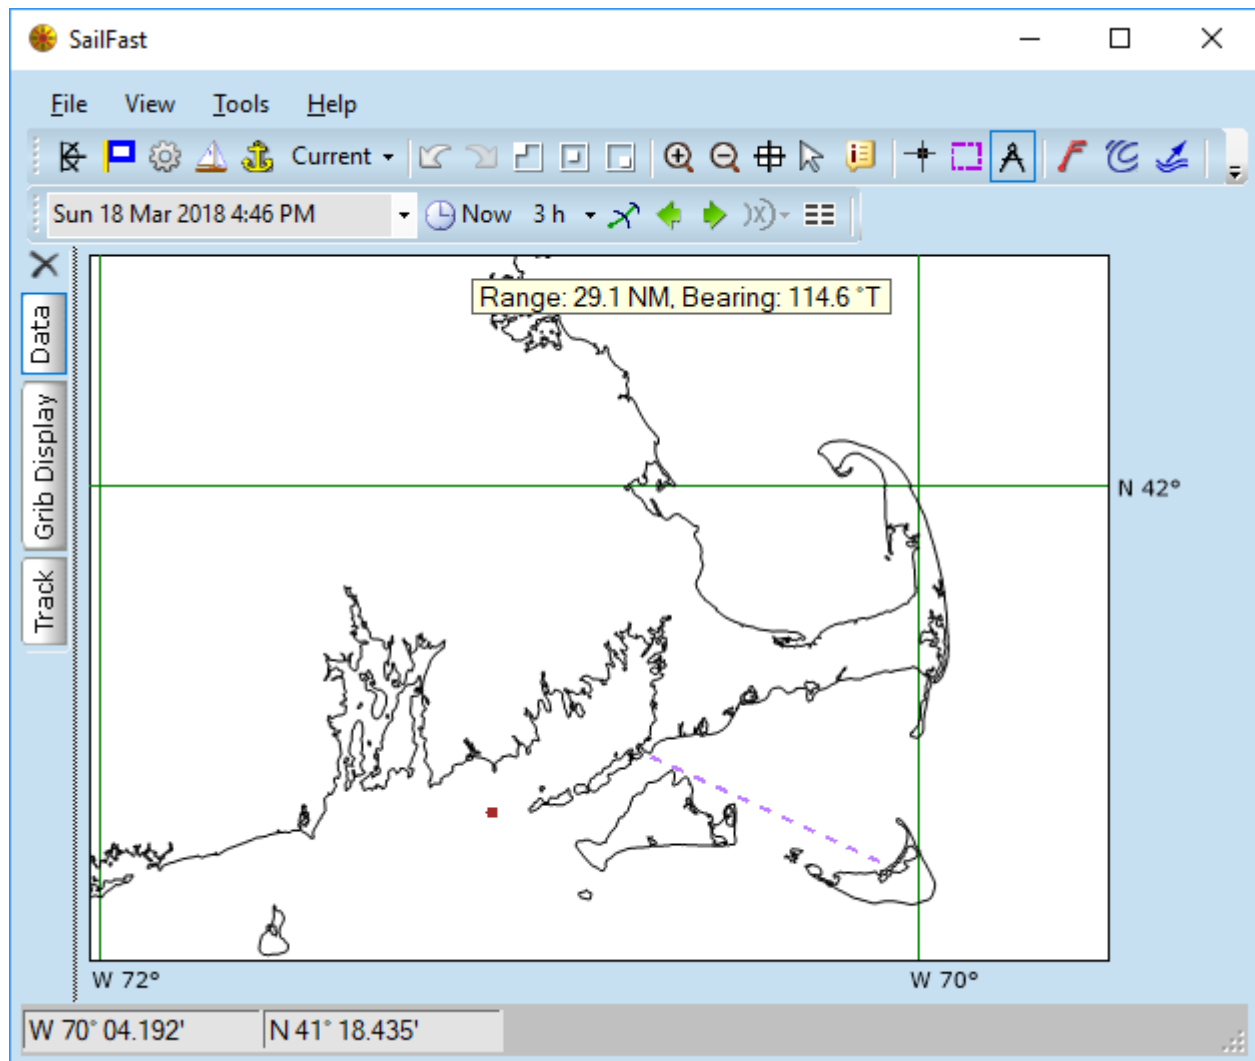 SailFast
File View Tools Help
Current
Sun 18 Mar 2018 4:46 PM Now 3 h
Data
Grib Display
Track
Range: 29.1 NM, Bearing: 114.6 °T
N 42°
W 72° W 70°
W 70° 04.192' N 41° 18.435'